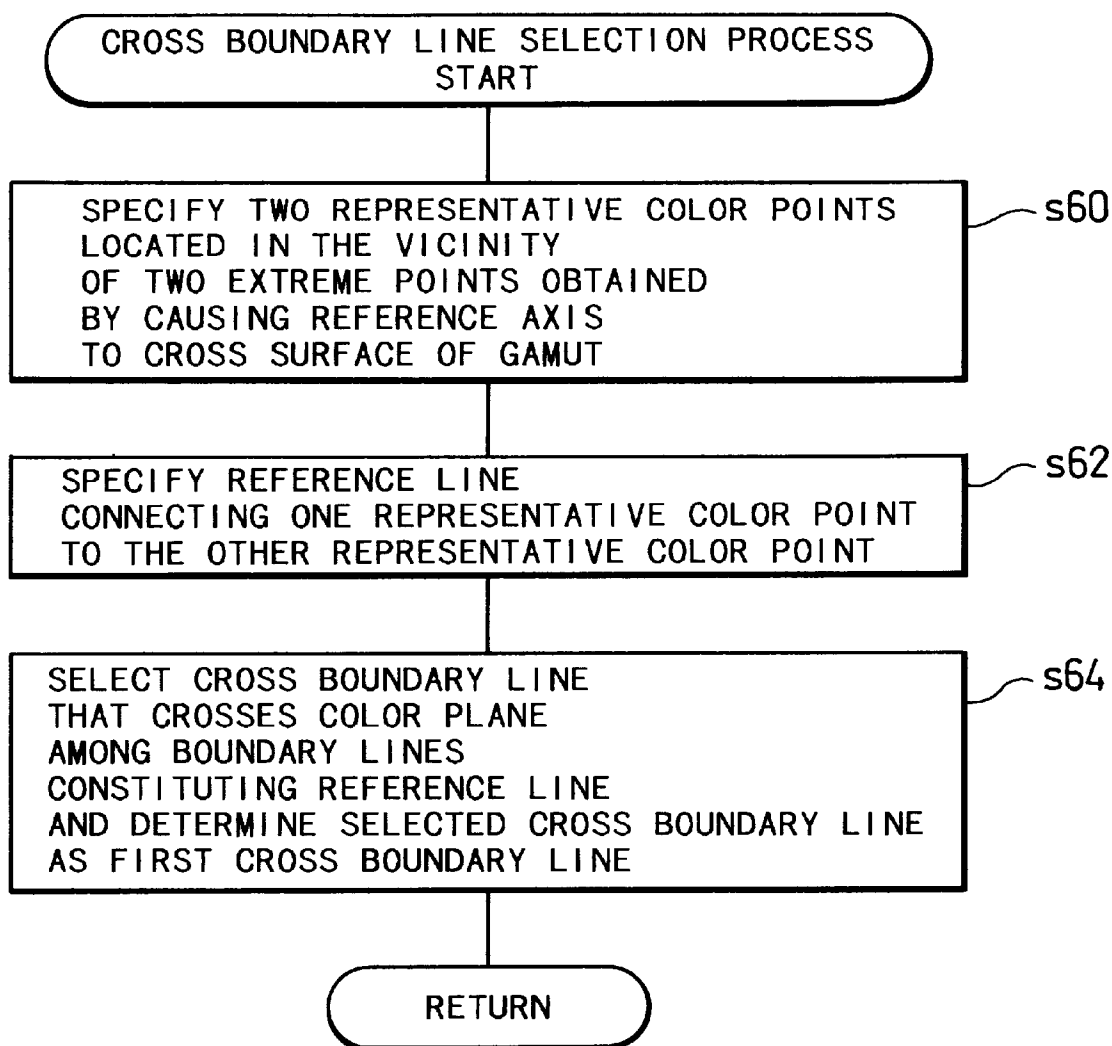 CROSS BOUNDARY LINE SELECTION PROCESS
START
SPECIFY TWO REPRESENTATIVE COLOR POINTS
LOCATED IN THE VICINITY
OF TWO EXTREME POINTS OBTAINED
BY CAUSING REFERENCE AXIS
TO CROSS SURFACE OF GAMUT
s60
SPECIFY REFERENCE LINE
CONNECTING ONE REPRESENTATIVE COLOR POINT
TO THE OTHER REPRESENTATIVE COLOR POINT
s62
SELECT CROSS BOUNDARY LINE
THAT CROSSES COLOR PLANE
AMONG BOUNDARY LINES
CONSTITUTING REFERENCE LINE
AND DETERMINE SELECTED CROSS BOUNDARY LINE
AS FIRST CROSS BOUNDARY LINE
s64
RETURN